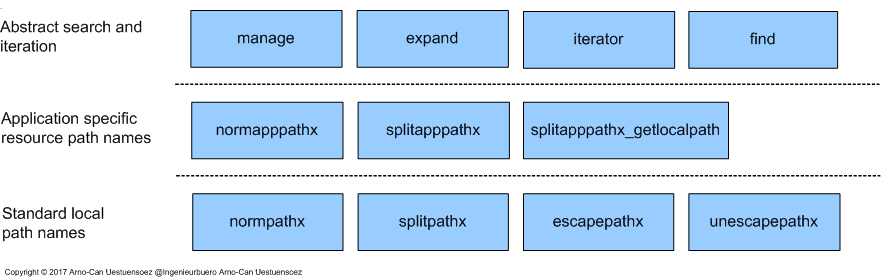 Abstract search and
iteration
manage
expand
iterator
find
Application specific
resource path names
normapppathx
splitapppathx
splitapppathx_getlocalpath
Standard local
path names
normpathx
splitpathx
escapepathx
unescapepathx
Copyright © 2017 Arno-Can Uestuensoez @Ingenieurbuero Arno-Can Uestuensoez